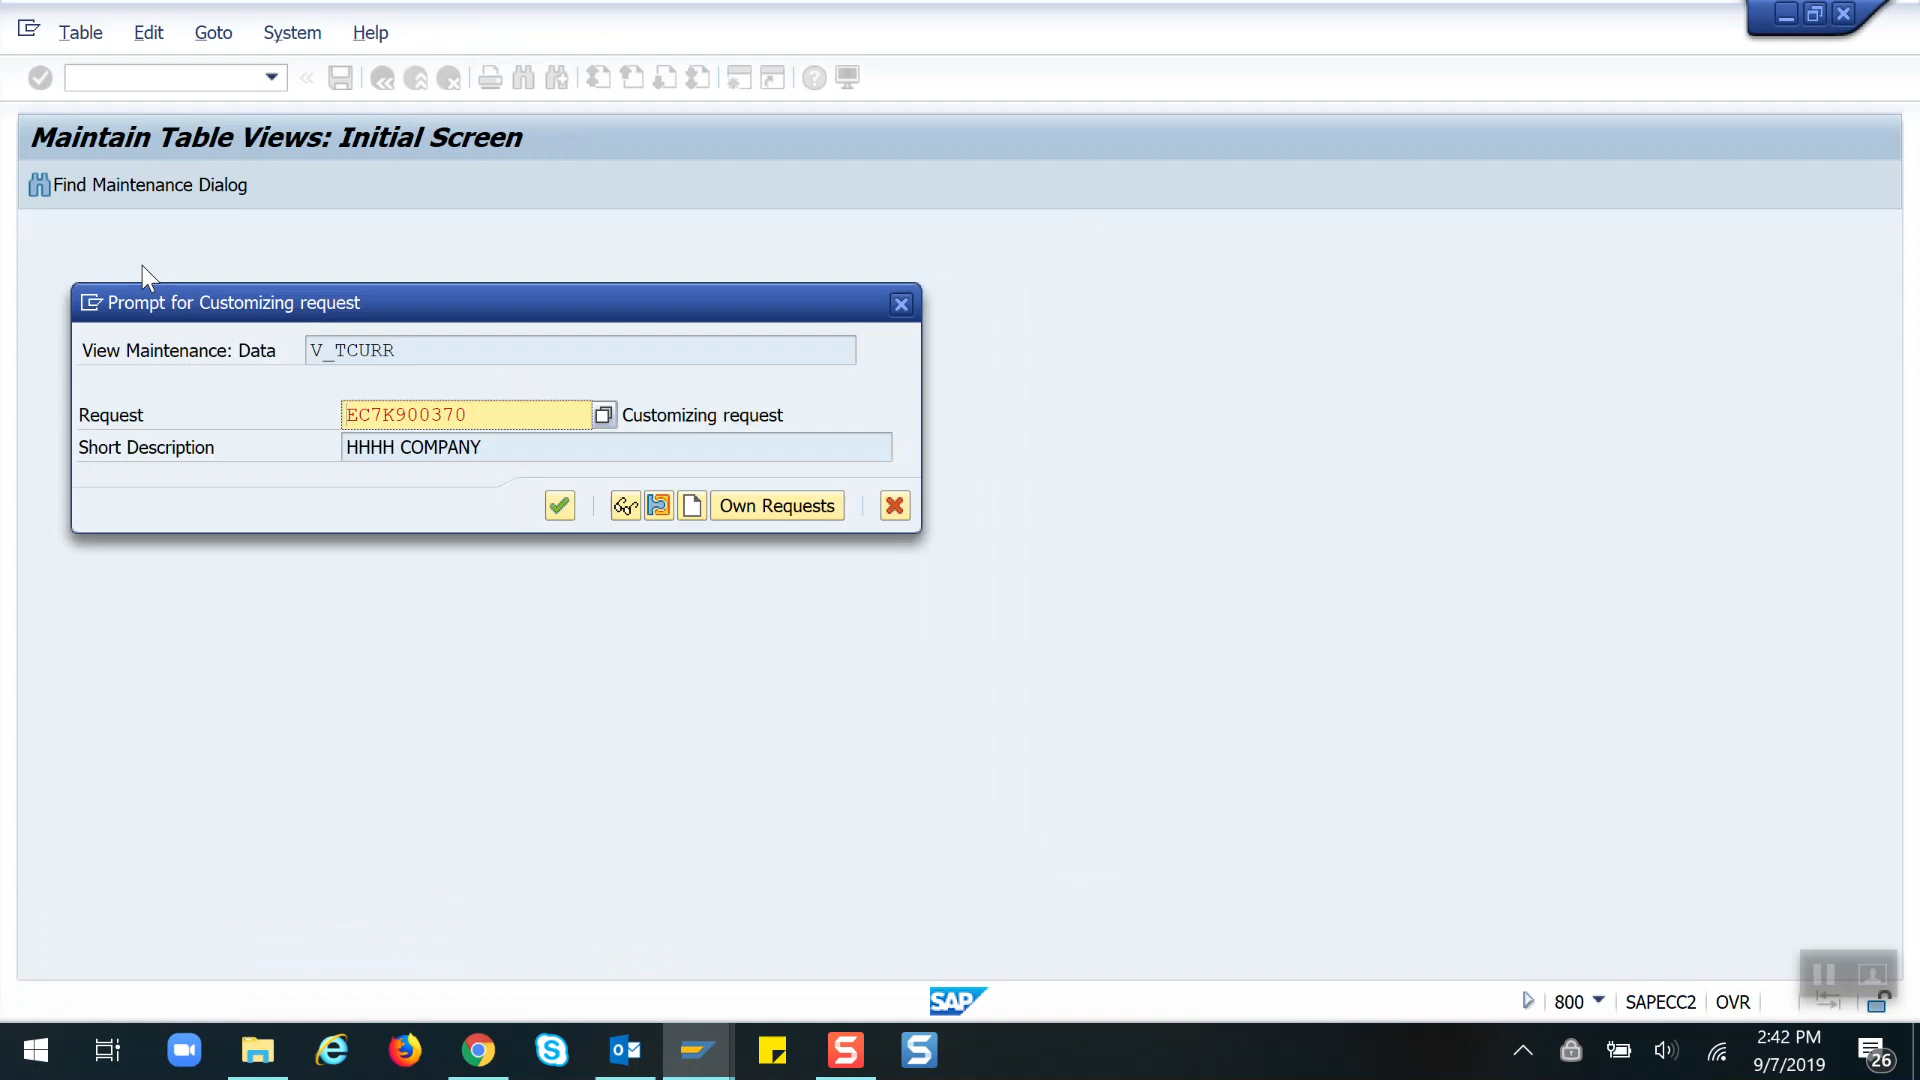 Table Edit Goto System Help
Maintain Table Views: Initial Screen
Find Maintenance Dialog
Prompt for Customizing request
View Maintenance: Data V_TCURR
Request EC7K900370 Customizing request
Short Description HHHH COMPANY
Own Requests
SAP
800 SAPECC2 OVR
2:42 PM
9/7/2019
26